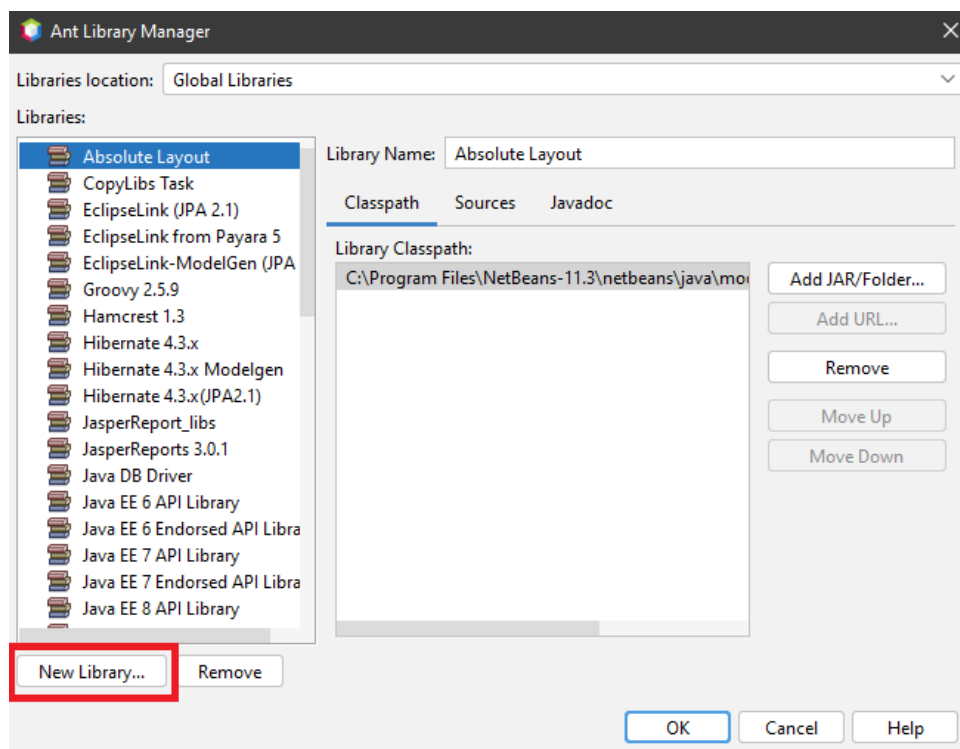 Ant Library Manager
Libraries location: Global Libraries
Libraries:
Absolute Layout
CopyLibs Task
EclipseLink (JPA 2.1)
EclipseLink from Payara 5
EclipseLink-ModelGen (JPA
Groovy 2.5.9
Hamcrest 1.3
Hibernate 4.3.x
Hibernate 4.3.x Modelgen
Hibernate 4.3.x(JPA2.1)
JasperReport_libs
JasperReports 3.0.1
Java DB Driver
Java EE 6 API Library
Java EE 6 Endorsed API Libra
Java EE 7 API Library
Java EE 7 Endorsed API Libra
Java EE 8 API Library
New Library...
Remove
Library Name: Absolute Layout
Classpath Sources Javadoc
Library Classpath:
C:\Program Files\NetBeans-11.3\netbeans\java\mo
Add JAR/Folder...
Add URL...
Remove
Move Up
Move Down
OK Cancel Help